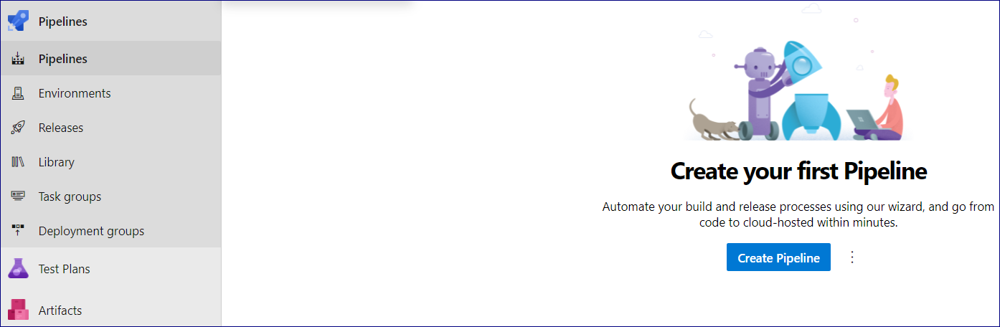 Pipelines
Pipelines
Environments
Releases
Library
Task groups
Deployment groups
Test Plans
Artifacts
Create your first Pipeline
Automate your build and release processes using our wizard, and go from
code to cloud-hosted within minutes.
Create Pipeline